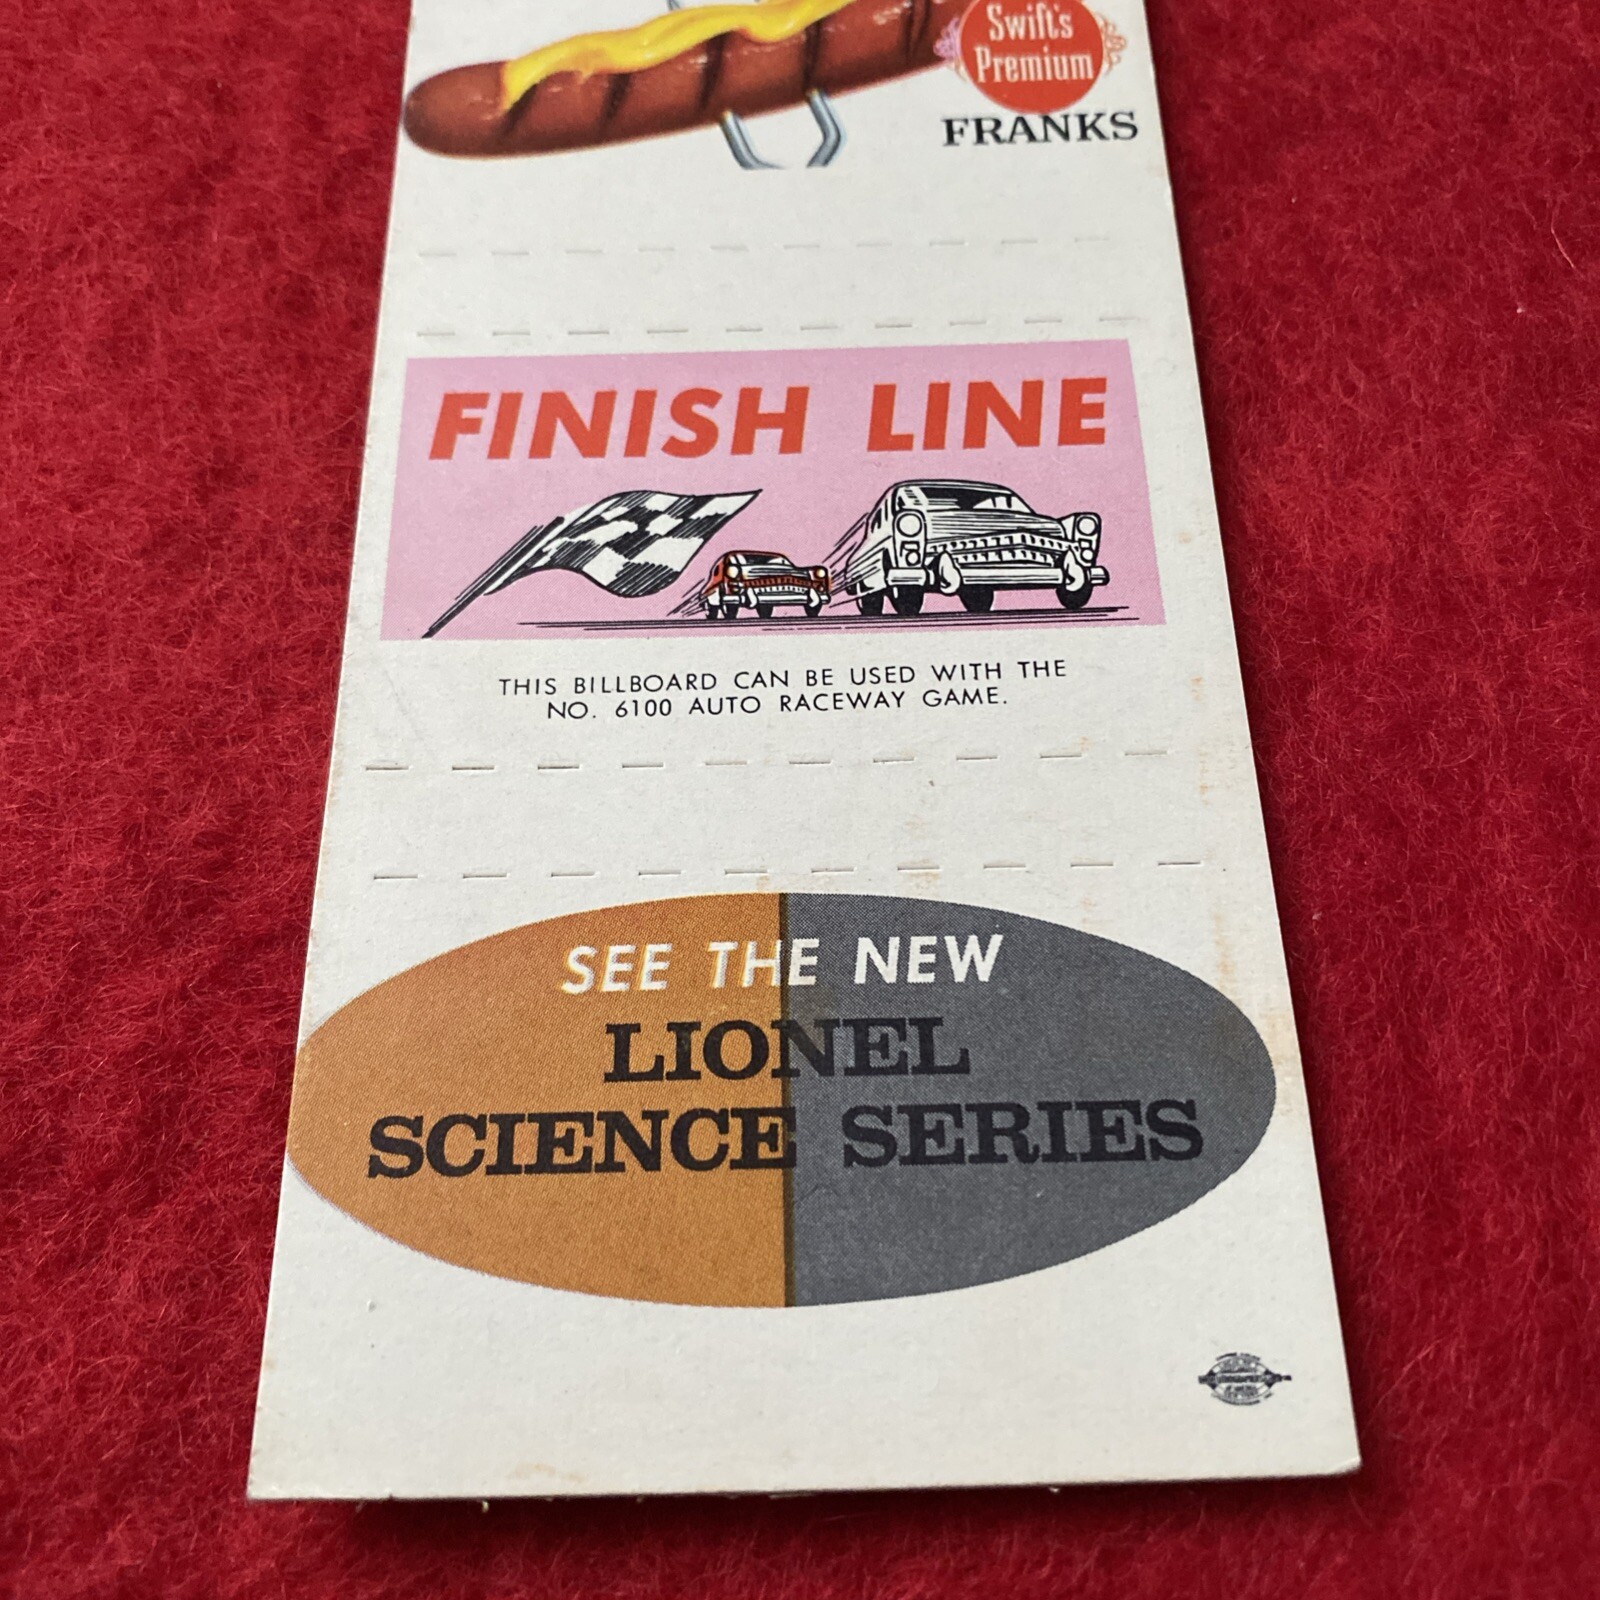 Swift's
Premium
FRANKS
FINISH LINE
THIS BILLBOARD CAN BE USED WITH THE
NO. 6100 AUTO RACEWAY GAME.
SEE THE NEW
LIONEL
SCIENCE SERIES